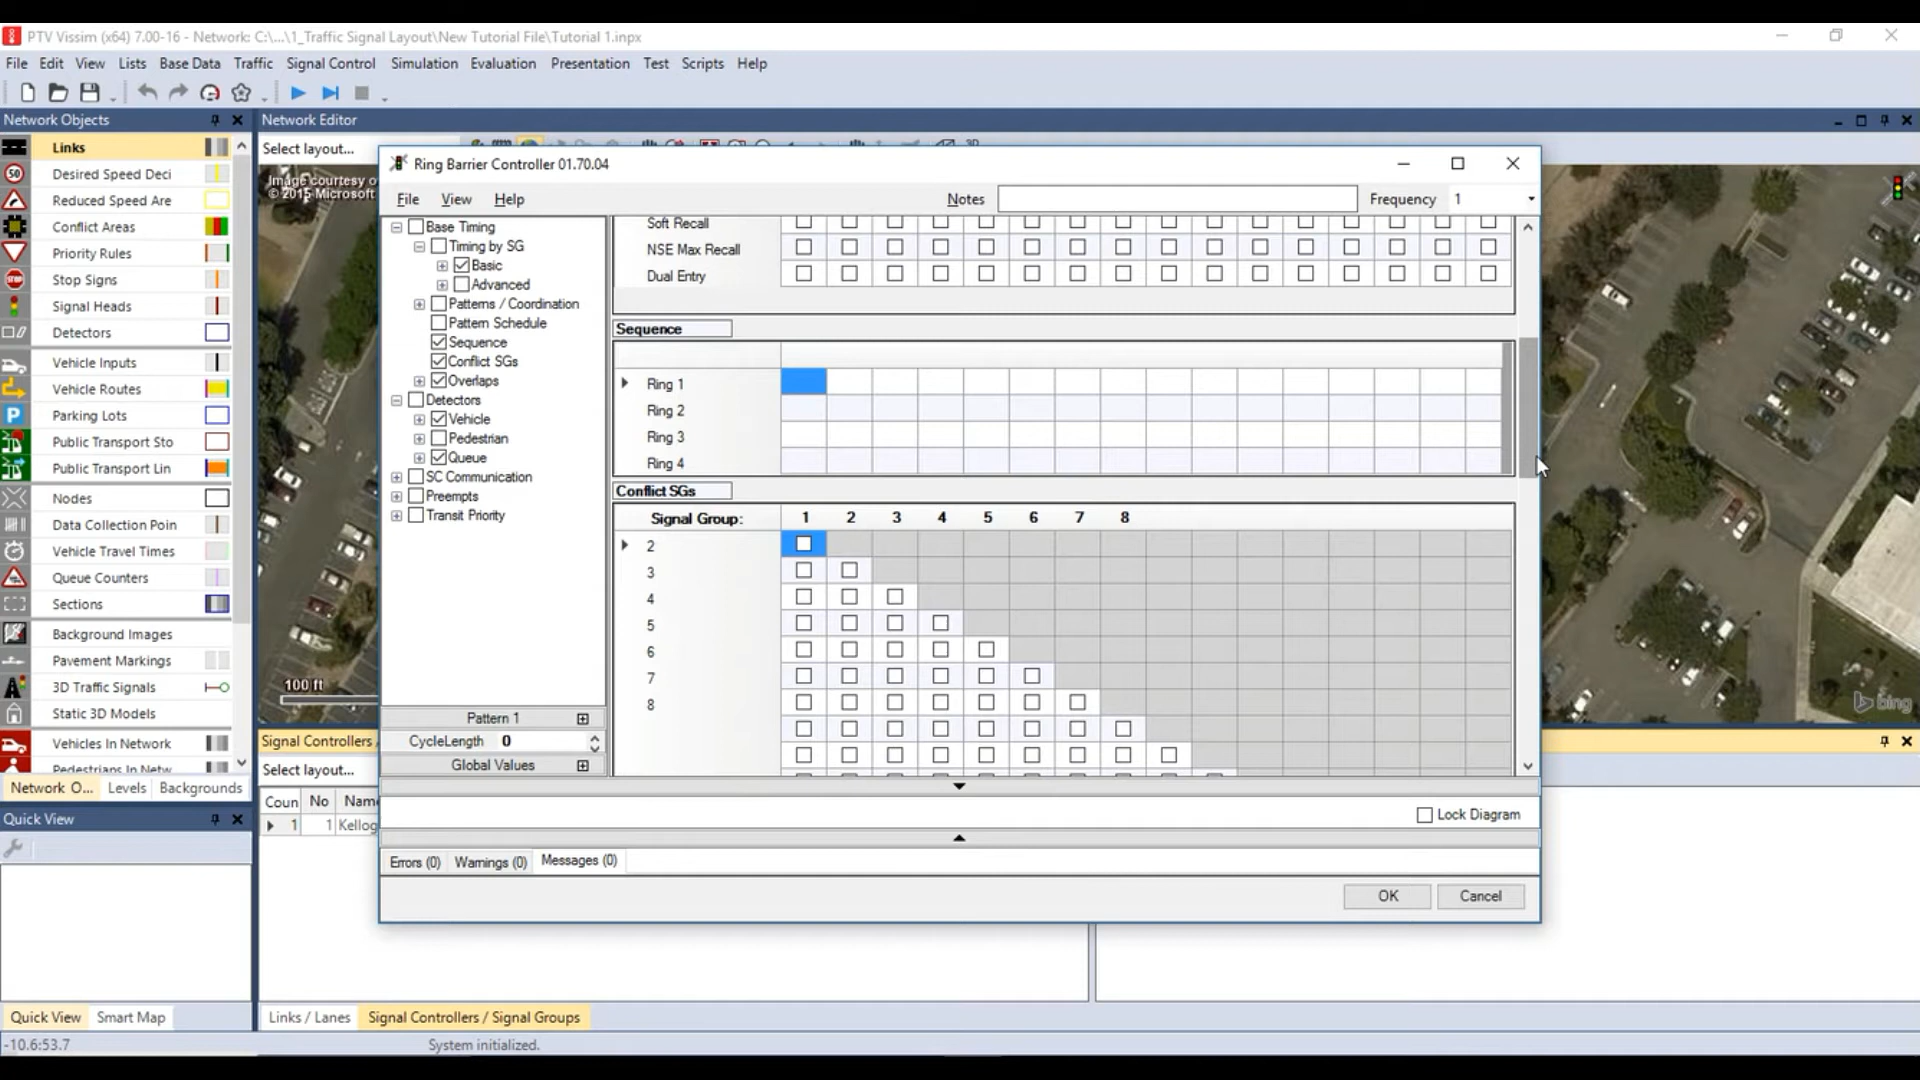 PTV Vissim (x64) 7.00-16 - Network: C:\...\1_Traffic Signal Layout\New Tutorial File\Tutorial 1.inpx
File Edit View Lists Base Data Traffic Signal Control Simulation Evaluation Presentation Test Scripts Help
Network Objects
Links
Desired Speed Deci
Reduced Speed Are
Conflict Areas
Priority Rules
Stop Signs
Signal Heads
Detectors
Vehicle Inputs
Vehicle Routes
Parking Lots
Public Transport Sto
Public Transport Lin
Nodes
Data Collection Poin
Vehicle Travel Times
Queue Counters
Sections
Background Images
Pavement Markings
3D Traffic Signals
Static 3D Models
Vehicles In Network
Pedestrians In Netw
Network O... Levels Backgrounds
Quick View
Quick View Smart Map
-10.6:53.7
System initialized.
Network Editor
Select layout...
Image courtesy o
© 2015 Microsoft
100 ft
bing
Signal Controllers /
Select layout...
Coun No Name
1 1 Kellog
Links / Lanes Signal Controllers / Signal Groups
Ring Barrier Controller 01.70.04
File View Help
Notes
Frequency 1
Base Timing
Timing by SG
Basic
Advanced
Patterns / Coordination
Pattern Schedule
Sequence
Conflict SGs
Overlaps
Detectors
Vehicle
Pedestrian
Queue
SC Communication
Preempts
Transit Priority
Pattern 1
CycleLength 0
Global Values
Soft Recall
NSE Max Recall
Dual Entry
Sequence
Ring 1
Ring 2
Ring 3
Ring 4
Conflict SGs
Signal Group: 1 2 3 4 5 6 7 8
2
3
4
5
6
7
8
Lock Diagram
Errors (0) Warnings (0) Messages (0)
OK Cancel